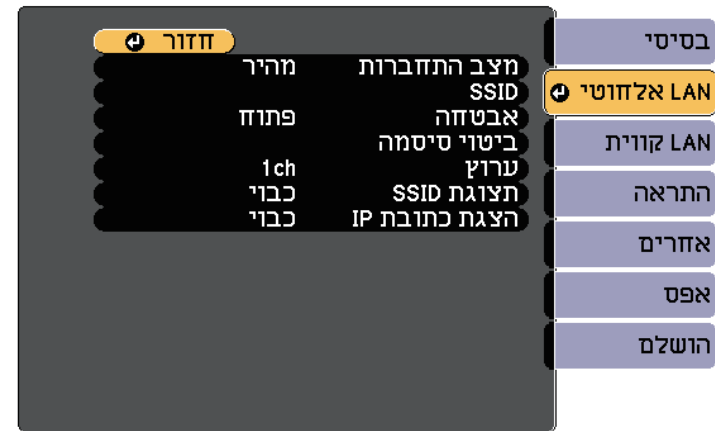 בסיסי
LAN אלחוטי
LAN קווית
התראה
אחרים
אפס
הושלם
חזור
מצב התחברות מהיר
SSID
אבטחה פתוח
ביטוי סיסמה
ערוץ 1ch
תצוגת SSID כבוי
הצגת כתובת IP כבוי